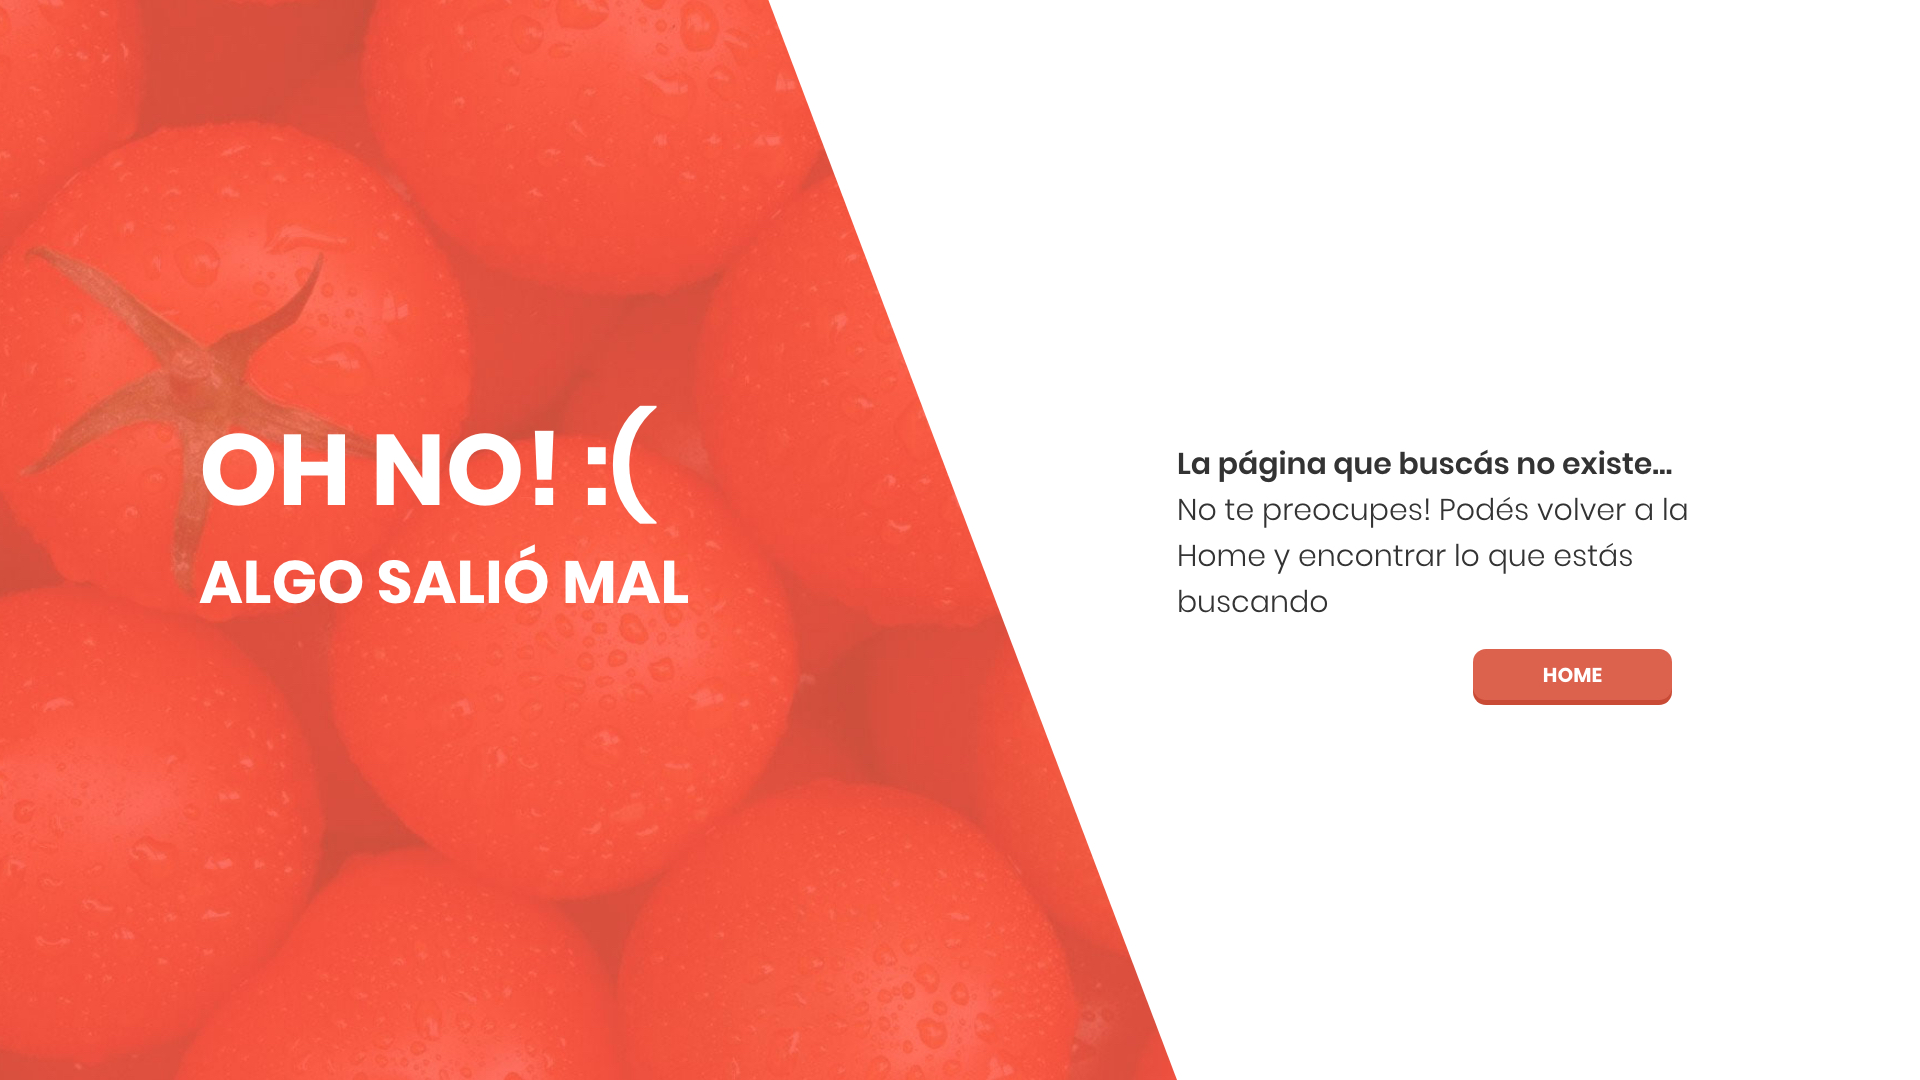 OH NO! :(
ALGO SALIÓ MAL
La página que buscás no existe...
No te preocupes! Podés volver a la
Home y encontrar lo que estás
buscando
HOME